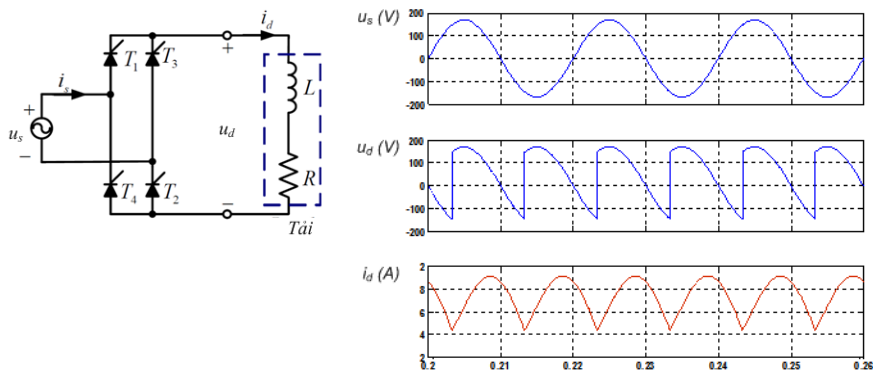 i_d
+
T_1
T_3
i_s
L
+
u_s
u_d
−
R
T_4
T_2
−
Tải
u_s (V)
200
100
0
-100
-200
u_d (V)
200
100
0
-100
-200
i_d (A)
2
8
6
4
2
0.2 0.21 0.22 0.23 0.24 0.25 0.26